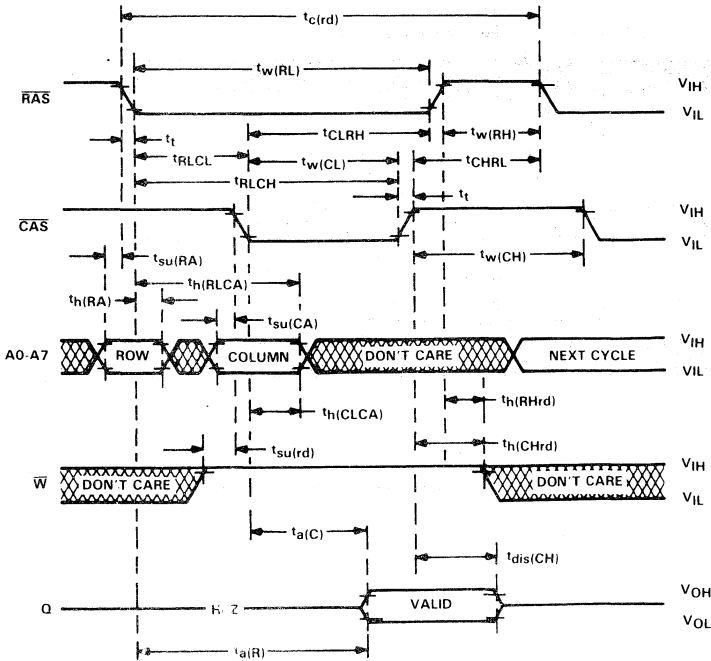 tc(rd)
tw(RL)
RAS
VIH
VIL
tCLRH
tw(RH)
tt
tRLCL
tw(CL)
tCHRL
tRLCH
tt
CAS
VIH
VIL
tsu(RA)
tw(CH)
th(RLCA)
th(RA)
tsu(CA)
A0-A7
ROW
COLUMN
DON'T CARE
NEXT CYCLE
VIH
VIL
th(RHrd)
th(CLCA)
th(CHrd)
tsu(rd)
W
DON'T CARE
DON'T CARE
VIH
VIL
ta(C)
tdis(CH)
Q
VALID
VOH
VOL
ta(R)